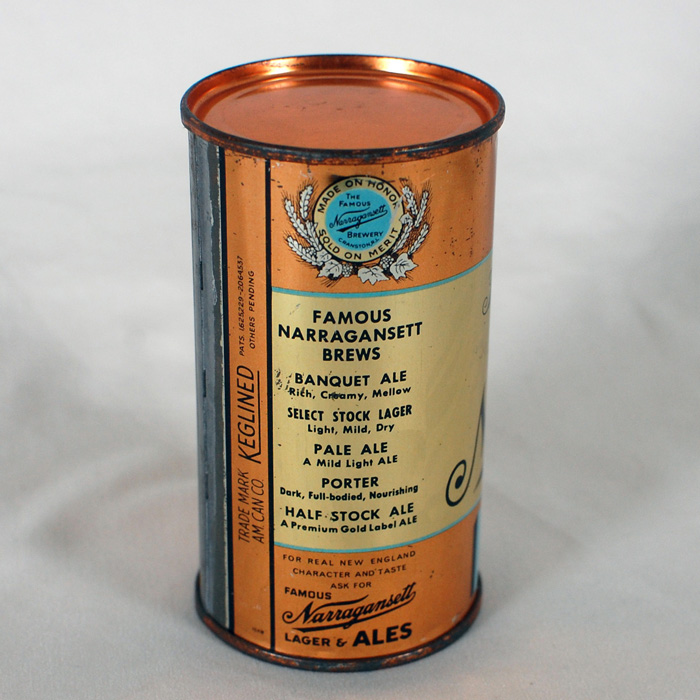 MADE ON HONOR
THE
FAMOUS
Narragansett
BREWERY
CRANSTON, R.I.
SOLD ON MERIT
FAMOUS
NARRAGANSETT
BREWS
BANQUET ALE
Rich, Creamy, Mellow
SELECT STOCK LAGER
Light, Mild, Dry
PALE ALE
A Mild Light ALE
PORTER
Dark, Full-bodied, Nourishing
HALF STOCK ALE
A Premium Gold Label ALE
FOR REAL NEW ENGLAND
CHARACTER AND TASTE
ASK FOR
FAMOUS
Narragansett
LAGER & ALES
TRADE MARK
AM. CAN CO.
KEGLINED
PATS. 1625229-2064537
OTHERS PENDING